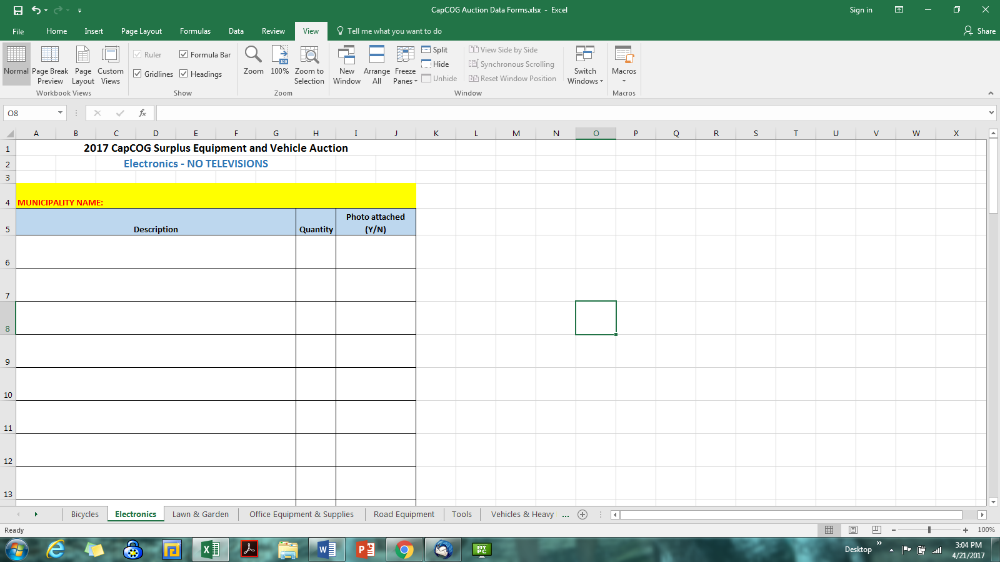 CapCOG Auction Data Forms.xlsx - Excel
Sign in
File Home Insert Page Layout Formulas Data Review View Tell me what you want to do Share
Normal Page Break Preview Page Layout Custom Views
Workbook Views
Ruler Formula Bar
Gridlines Headings
Show
Zoom 100% Zoom to Selection
Zoom
New Window Arrange All Freeze Panes
Split
Hide
Unhide
View Side by Side
Synchronous Scrolling
Reset Window Position
Switch Windows
Window
Macros
Macros
O8
fx
A B C D E F G H I J K L M N O P Q R S T U V W X
1 2017 CapCOG Surplus Equipment and Vehicle Auction
2 Electronics - NO TELEVISIONS
3
4 MUNICIPALITY NAME:
5 Description Quantity Photo attached (Y/N)
6
7
8
9
10
11
12
13
Bicycles Electronics Lawn & Garden Office Equipment & Supplies Road Equipment Tools Vehicles & Heavy ...
Ready
100%
MY PC
Desktop
3:04 PM
4/21/2017